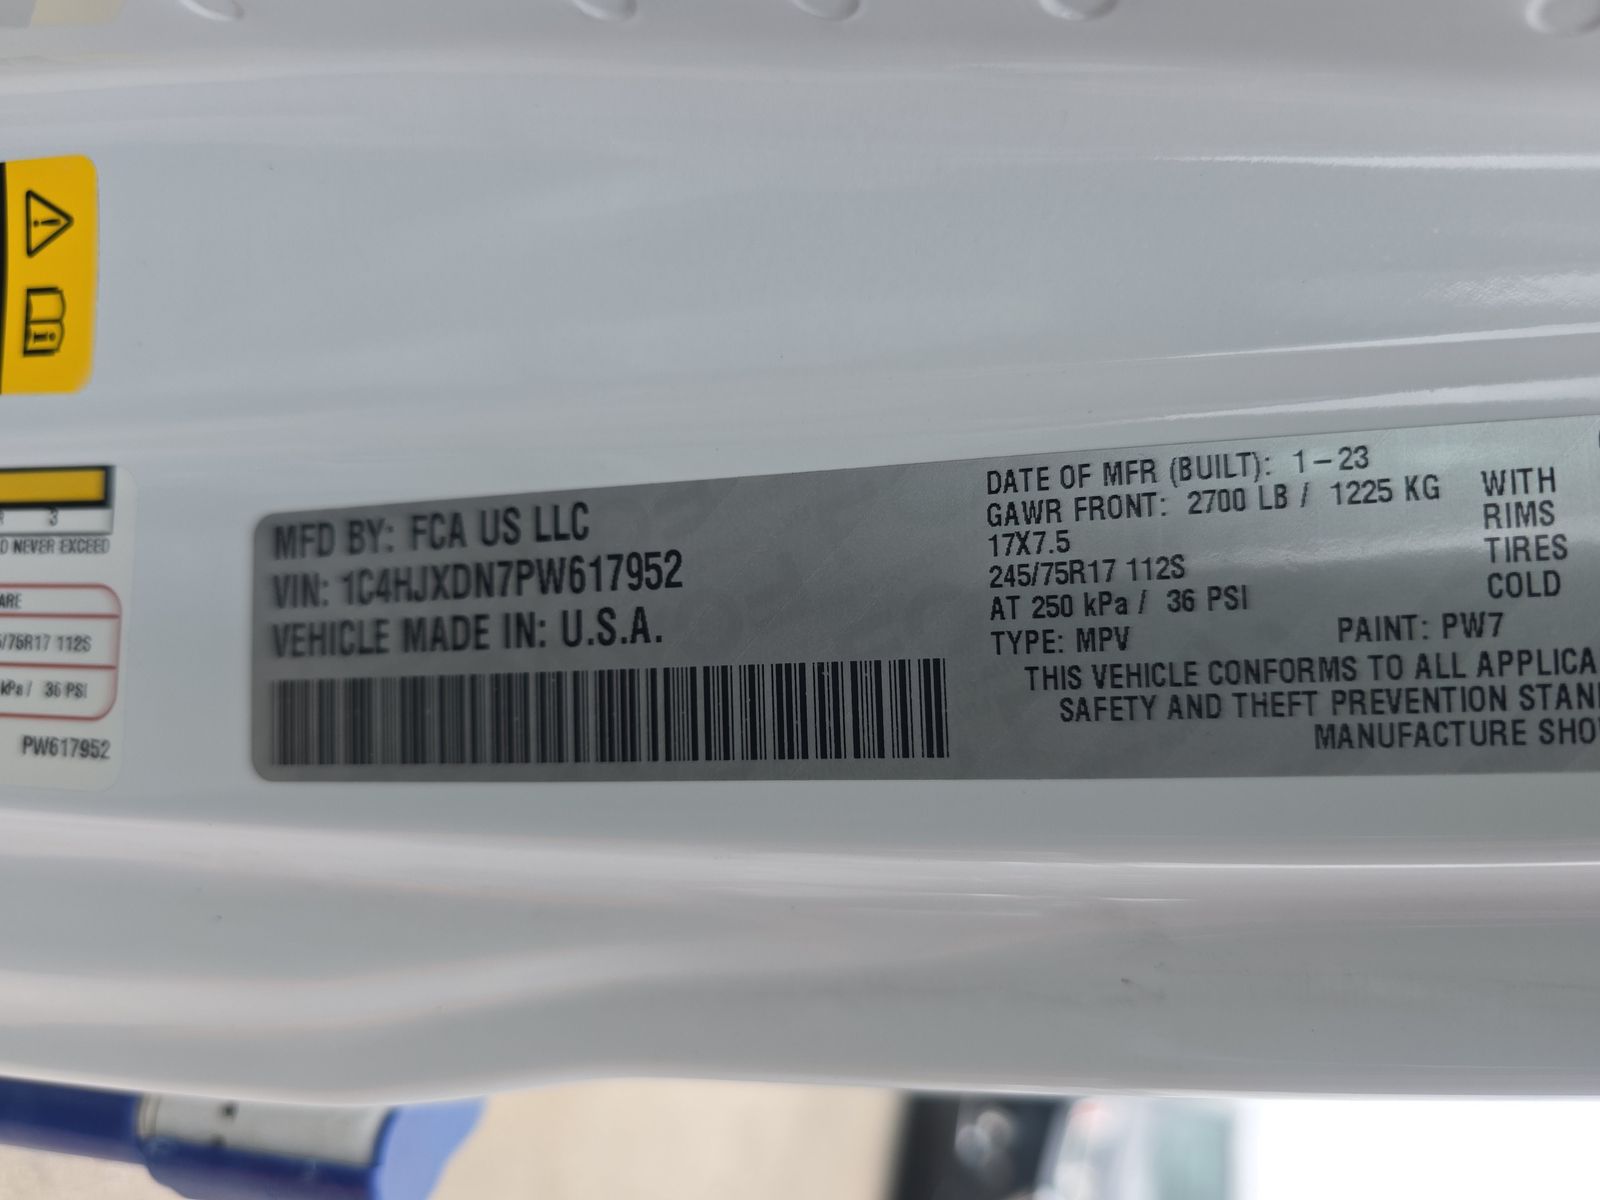 MFD BY: FCA US LLC
VIN: 1C4HJXDN7PW617952
VEHICLE MADE IN: U.S.A.
DATE OF MFR (BUILT): 1-23
GAWR FRONT: 2700 LB / 1225 KG WITH
17X7.5 RIMS
245/75R17 112S TIRES
AT 250 kPa / 36 PSI COLD
TYPE: MPV PAINT: PW7
THIS VEHICLE CONFORMS TO ALL APPLICA
SAFETY AND THEFT PREVENTION STAN
MANUFACTURE SHO
3
D NEVER EXCEED
ARE
/75R17 112S
kPa / 36 PSI
PW617952